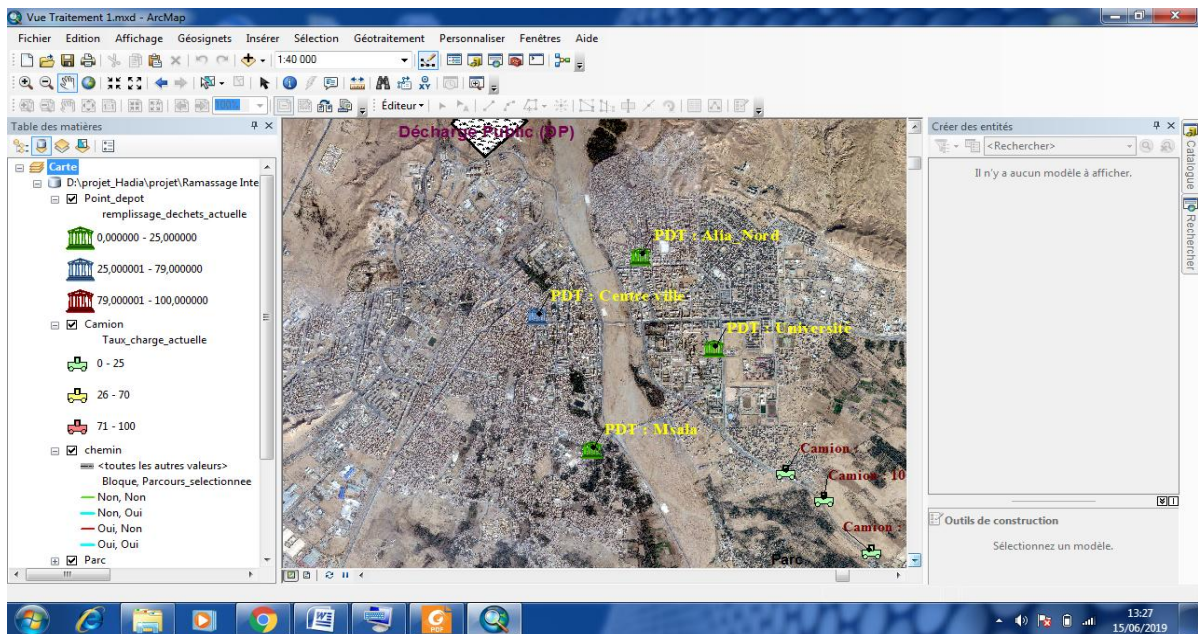 Vue Traitement 1.mxd - ArcMap
Fichier Edition Affichage Géosignets Insérer Sélection Géotraitement Personnaliser Fenêtres Aide
1:40 000
100%
Éditeur
Table des matières
Carte
D:\projet_Hadia\projet\Ramassage Inte
Point_depot
remplissage_dechets_actuelle
0,000000 - 25,000000
25,000001 - 79,000000
79,000001 - 100,000000
Camion
Taux_charge_actuelle
0 - 25
26 - 70
71 - 100
chemin
<toutes les autres valeurs>
Bloque, Parcours_selectionnee
Non, Non
Non, Oui
Oui, Non
Oui, Oui
Parc
Décharge Public (DP)
PDT : Alia_Nord
PDT : Centre ville
PDT : Université
PDT : Msala
Camion :
Camion : 10
Camion :
Parc
Créer des entités
<Rechercher>
Il n'y a aucun modèle à afficher.
Outils de construction
Sélectionnez un modèle.
Catalogue
Rechercher
PDF
13:27
15/06/2019